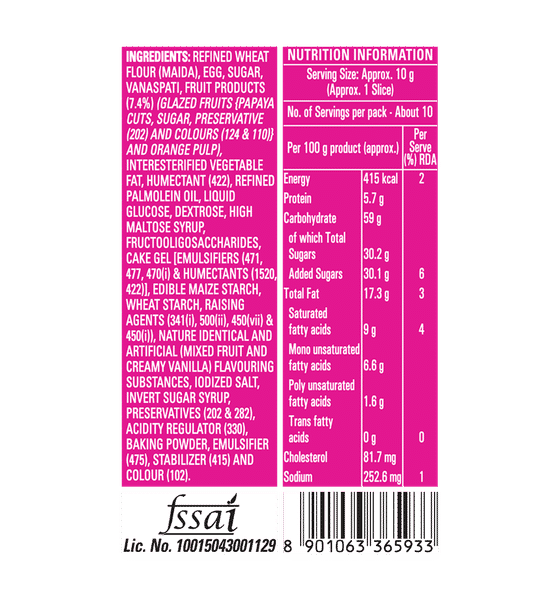 INGREDIENTS: REFINED WHEAT
FLOUR (MAIDA), EGG, SUGAR,
VANASPATI, FRUIT PRODUCTS
(7.4%) (GLAZED FRUITS {PAPAYA
CUTS, SUGAR, PRESERVATIVE
(202) AND COLOURS (124 & 110)}
AND ORANGE PULP),
INTERESTERIFIED VEGETABLE
FAT, HUMECTANT (422), REFINED
PALMOLEIN OIL, LIQUID
GLUCOSE, DEXTROSE, HIGH
MALTOSE SYRUP,
FRUCTOOLIGOSACCHARIDES,
CAKE GEL [EMULSIFIERS (471,
477, 470(i) & HUMECTANTS (1520,
422)], EDIBLE MAIZE STARCH,
WHEAT STARCH, RAISING
AGENTS (341(i), 500(ii), 450(vii) &
450(i)), NATURE IDENTICAL AND
ARTIFICIAL (MIXED FRUIT AND
CREAMY VANILLA) FLAVOURING
SUBSTANCES, IODIZED SALT,
INVERT SUGAR SYRUP,
PRESERVATIVES (202 & 282),
ACIDITY REGULATOR (330),
BAKING POWDER, EMULSIFIER
(475), STABILIZER (415) AND
COLOUR (102).
fssai
Lic. No. 10015043001129
NUTRITION INFORMATION
Serving Size: Approx. 10 g
(Approx. 1 Slice)
No. of Servings per pack - About 10
Per 100 g product (approx.) Per Serve (%) RDA
Energy 415 kcal 2
Protein 5.7 g
Carbohydrate 59 g
of which Total
Sugars 30.2 g
Added Sugars 30.1 g 6
Total Fat 17.3 g 3
Saturated
fatty acids 9 g 4
Mono unsaturated
fatty acids 6.6 g
Poly unsaturated
fatty acids 1.6 g
Trans fatty
acids 0 g 0
Cholesterol 81.7 mg
Sodium 252.6 mg 1
8 901063 365933